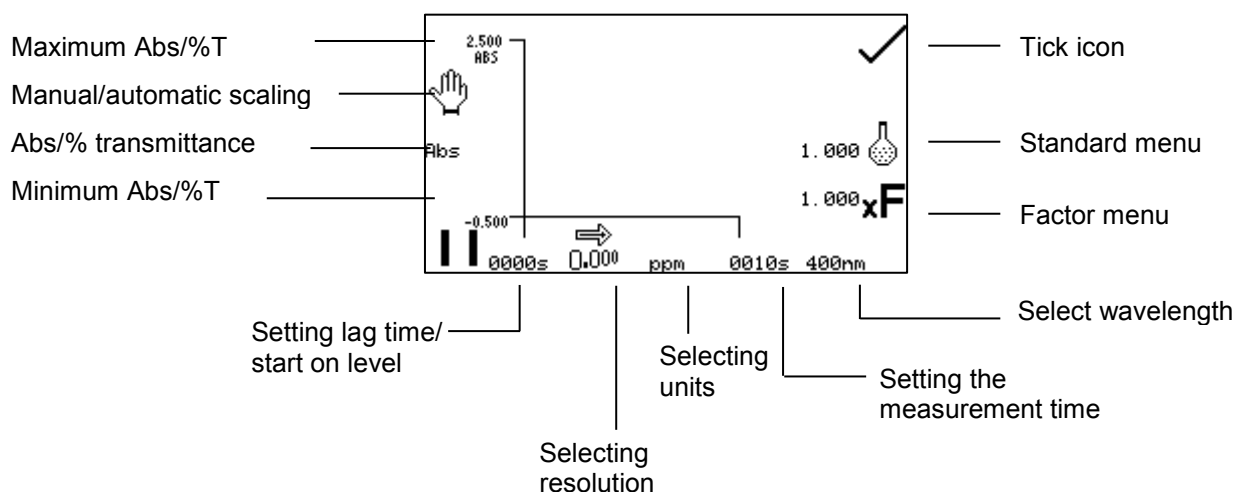 Maximum Abs/%T
Manual/automatic scaling
Abs/% transmittance
Minimum Abs/%T
2.500
ABS
Abs
-0.500
0000s
0.000
ppm
0010s
400nm
1.000
1.000 xF
Tick icon
Standard menu
Factor menu
Select wavelength
Setting lag time/
start on level
Selecting
resolution
Selecting
units
Setting the
measurement time